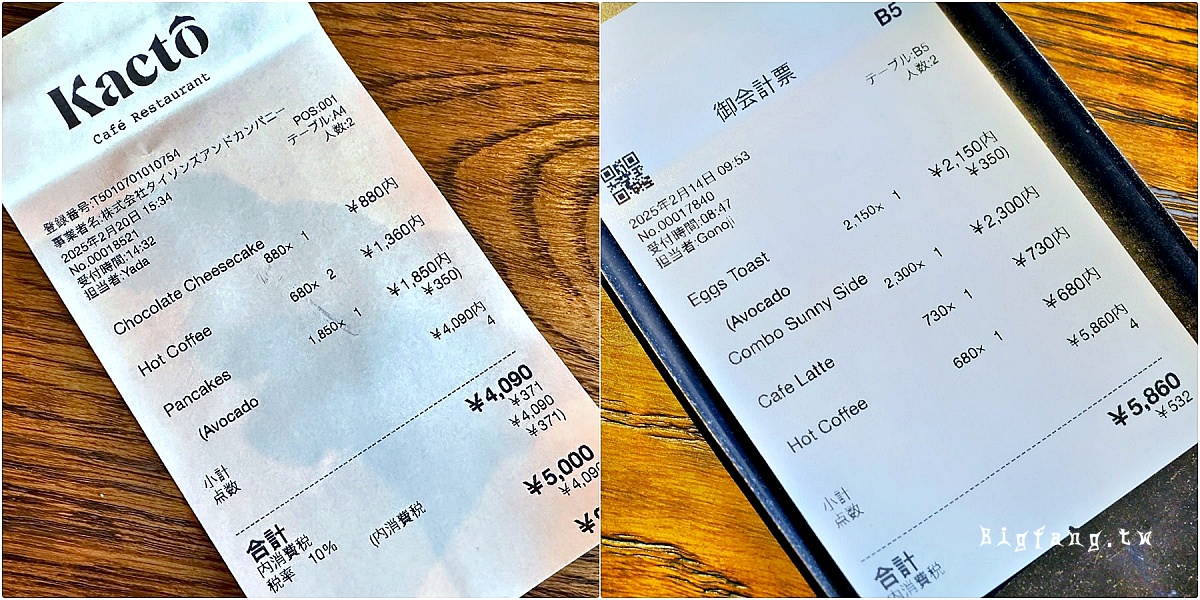 Kactô
Café Restaurant
POS:001
テーブル:A4
人数:2
登録番号:T5010701010754
事業者名:株式会社タイソンズアンドカンパニー
2025年2月20日 15:34
No.00018521
受付時間:14:32
担当者:Yada
Chocolate Cheesecake
880× 1 ¥880内
Hot Coffee
680× 2 ¥1,360内
Pancakes
1,850× 1 ¥1,850内
(Avocado ¥350)
小計 ¥4,090内
点数 4
合計 ¥4,090
内消費税 ¥371
税率 10% ¥4,090
(内消費税 ¥371)
¥5,000
¥4,090
B5
御会計票
テーブル:B5
人数:2
2025年2月14日 09:53
No.00017840
受付時間:08:47
担当者:Gonoji
Eggs Toast
2,150× 1 ¥2,150内
(Avocado ¥350)
Combo Sunny Side
2,300× 1 ¥2,300内
Cafe Latte
730× 1 ¥730内
Hot Coffee
680× 1 ¥680内
小計 ¥5,860内
点数 4
合計 ¥5,860
内消費税 ¥532
Bigfang.tw